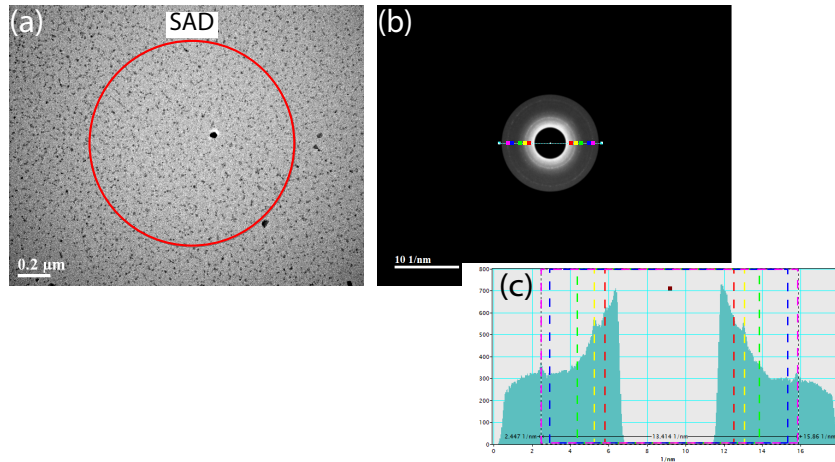 (a)
SAD
0.2 µm
(b)
10 1/nm
(c)
800
700
600
500
400
300
200
100
0
2.447 1/nm
13.414 1/nm
15.86 1/nm
0 2 4 6 8 10 12 14 16
1/nm